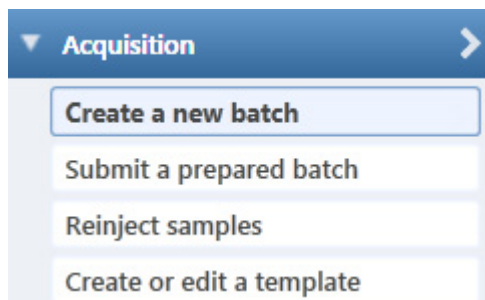 Acquisition
Create a new batch
Submit a prepared batch
Reinject samples
Create or edit a template